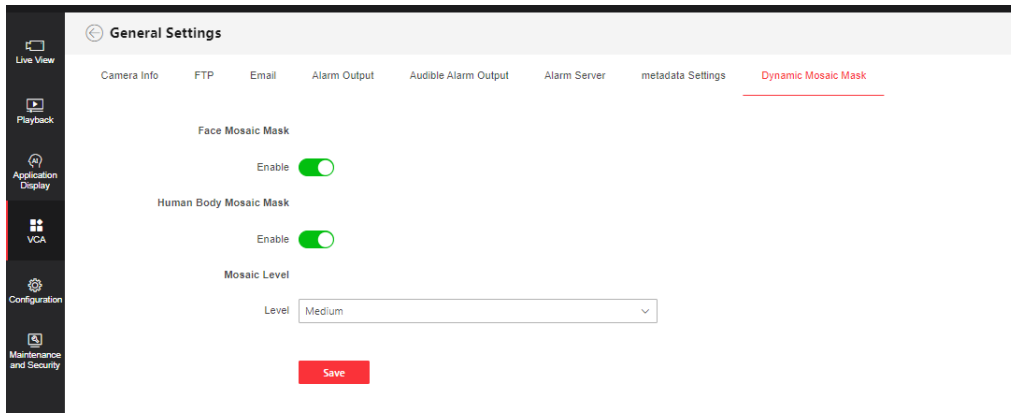 General Settings
Live View
Camera Info FTP Email Alarm Output Audible Alarm Output Alarm Server metadata Settings Dynamic Mosaic Mask
Playback
Face Mosaic Mask
Enable
AI
Application
Display
Human Body Mosaic Mask
VCA
Enable
Mosaic Level
Configuration
Level Medium
Maintenance
and Security
Save